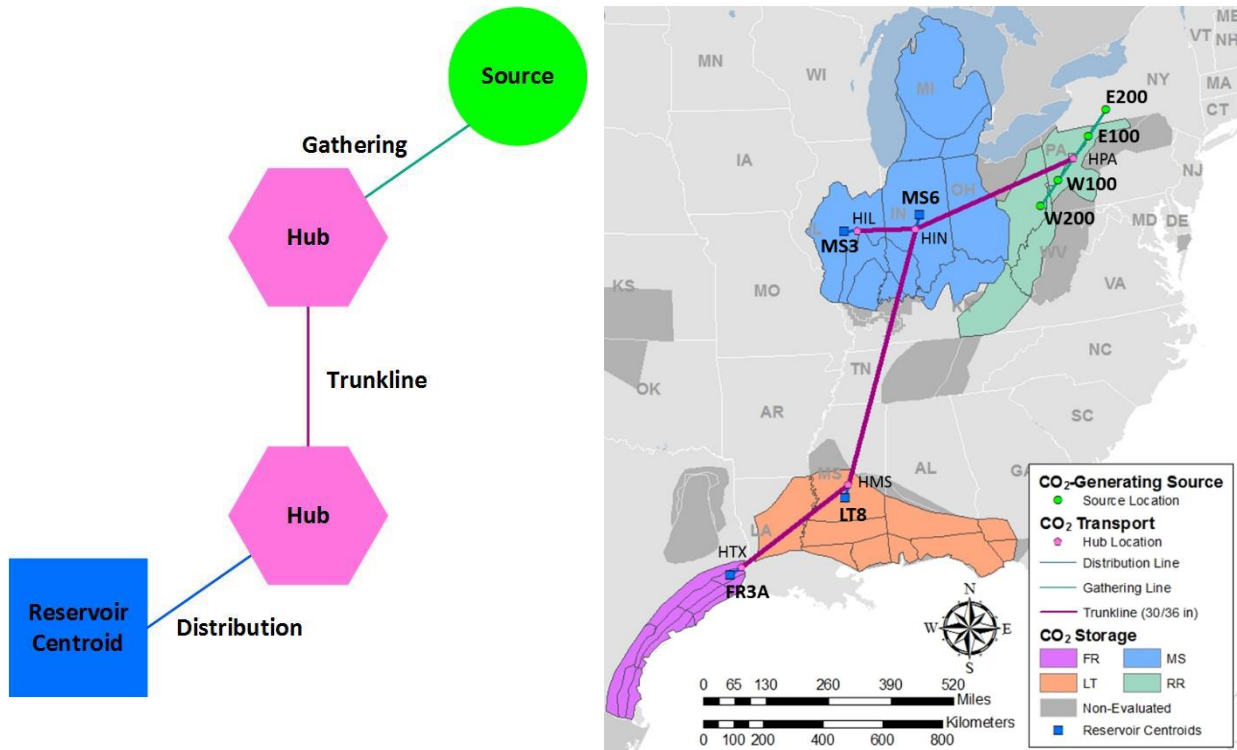 Source
Gathering
Hub
Trunkline
Hub
Reservoir
Centroid
Distribution
MN
WI
MI
NY
VT
ME
NH
MA
CT
E200
E100
IA
PA
HPA
NJ
OH
W100
MS6
IN
W200
HIL
IL
HIN
MD
DE
MS3
WV
KS
MO
VA
KY
TN
NC
OK
AR
SC
MS
AL
GA
HMS
LT8
LA
HTX
FR3A
N
W
E
S
0 65 130 260 390 520
Miles
Kilometers
0 100 200 400 600 800
CO2-Generating Source
Source Location
CO2 Transport
Hub Location
Distribution Line
Gathering Line
Trunkline (30/36 in)
CO2 Storage
FR MS
LT RR
Non-Evaluated
Reservoir Centroids